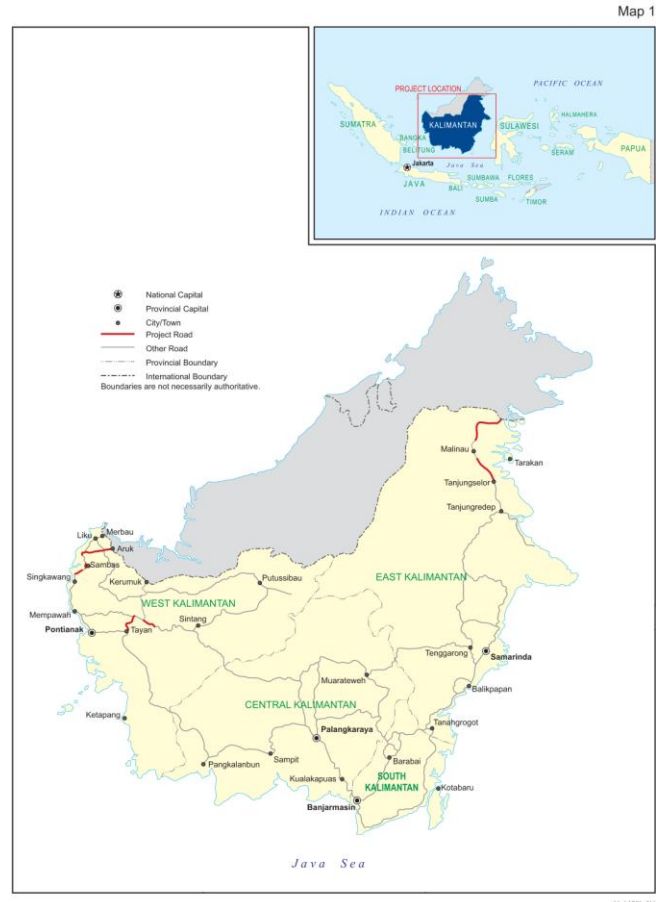 Map 1
PACIFIC OCEAN
PROJECT LOCATION
HALMAHERA
SUMATRA
KALIMANTAN
SULAWESI
BANGKA
BELITUNG
SERAM
PAPUA
Java Sea
Jakarta
SUMBAWA
FLORES
JAVA
BALI
SUMBA
TIMOR
INDIAN OCEAN
National Capital
Provincial Capital
City/Town
Project Road
Other Road
Provincial Boundary
International Boundary
Boundaries are not necessarily authoritative.
Malinau
Tarakan
Tanjungselor
Tanjungredep
Liku
Merbau
Aruk
Sambas
Singkawang
Kerumuk
Putussibau
EAST KALIMANTAN
WEST KALIMANTAN
Mempawah
Sintang
Pontianak
Tayan
Tenggarong
Samarinda
Muarateweh
Balikpapan
CENTRAL KALIMANTAN
Ketapang
Tanahgrogot
Palangkaraya
Sampit
Barabai
Pangkalanbun
SOUTH
KALIMANTAN
Kualakapuas
Kotabaru
Banjarmasin
Java Sea